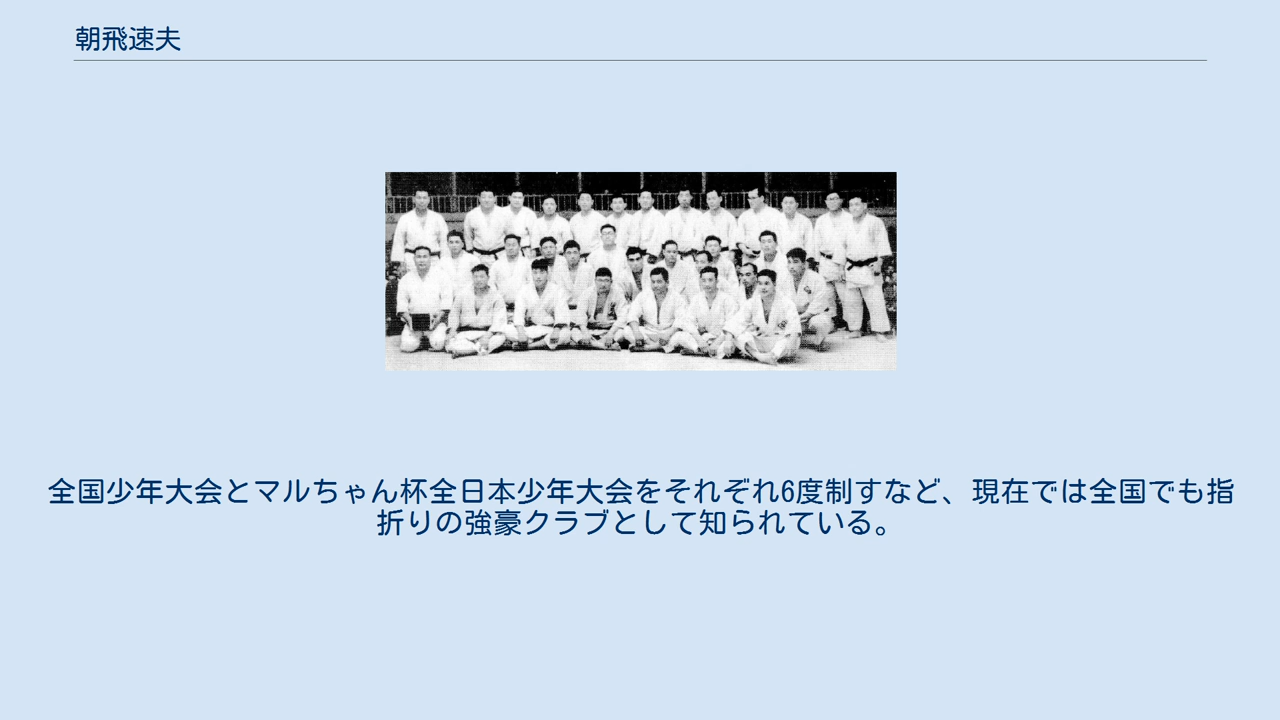 朝飛速夫
全国少年大会とマルちゃん杯全日本少年大会をそれぞれ6度制すなど、現在では全国でも指
折りの強豪クラブとして知られている。